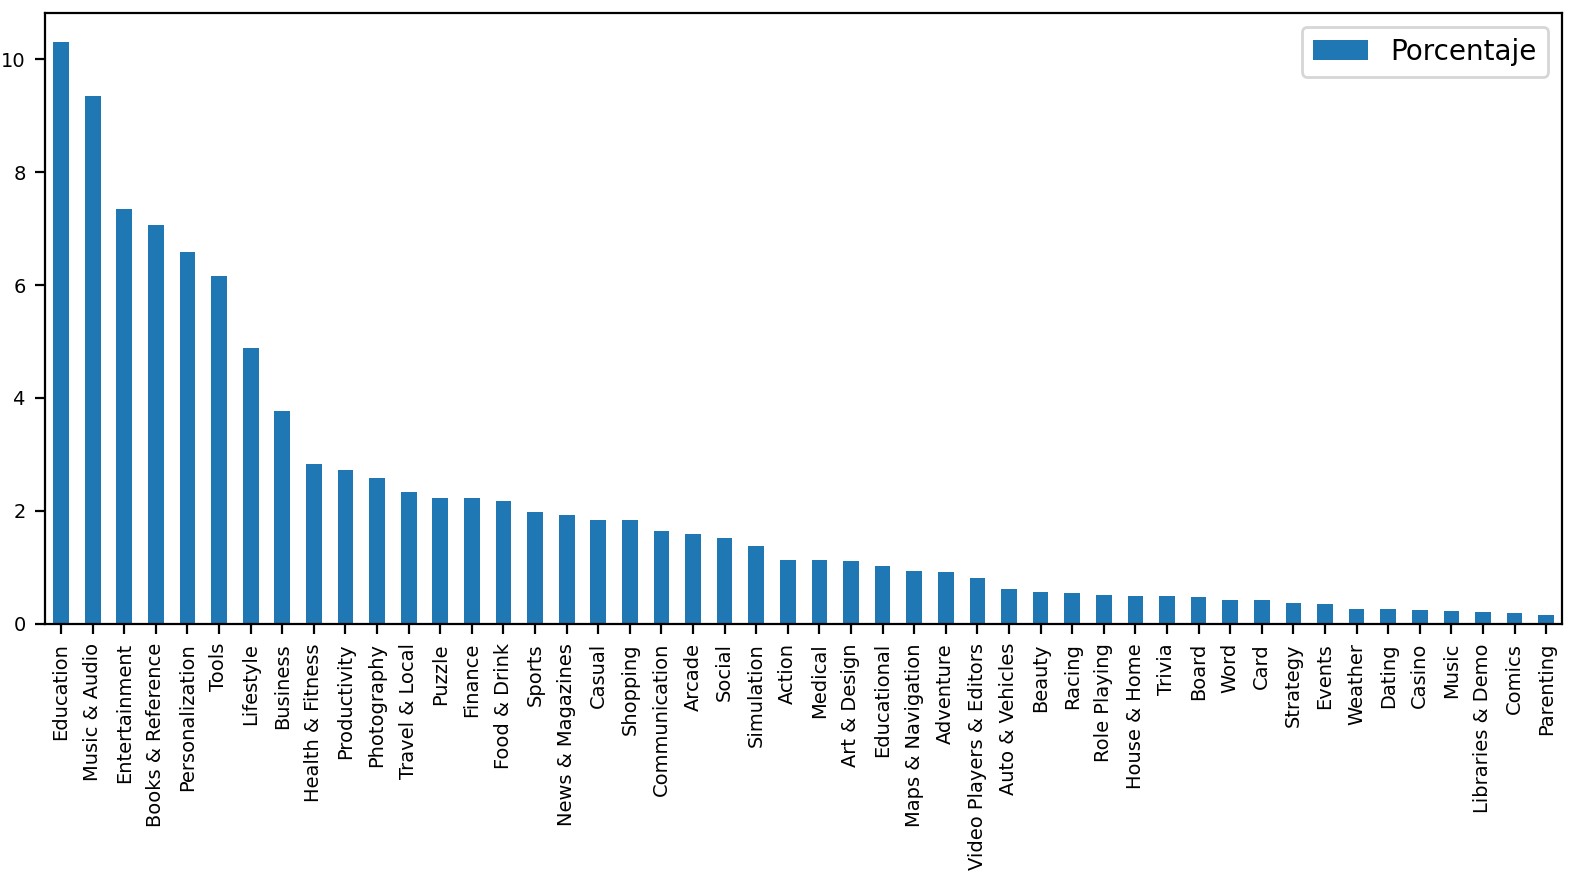 Porcentaje
10
8
6
4
2
0
Education
Music & Audio
Entertainment
Books & Reference
Personalization
Tools
Lifestyle
Business
Health & Fitness
Productivity
Photography
Travel & Local
Puzzle
Finance
Food & Drink
Sports
News & Magazines
Casual
Shopping
Communication
Arcade
Social
Simulation
Action
Medical
Art & Design
Educational
Maps & Navigation
Adventure
Video Players & Editors
Auto & Vehicles
Beauty
Racing
Role Playing
House & Home
Trivia
Board
Word
Card
Strategy
Events
Weather
Dating
Casino
Music
Libraries & Demo
Comics
Parenting